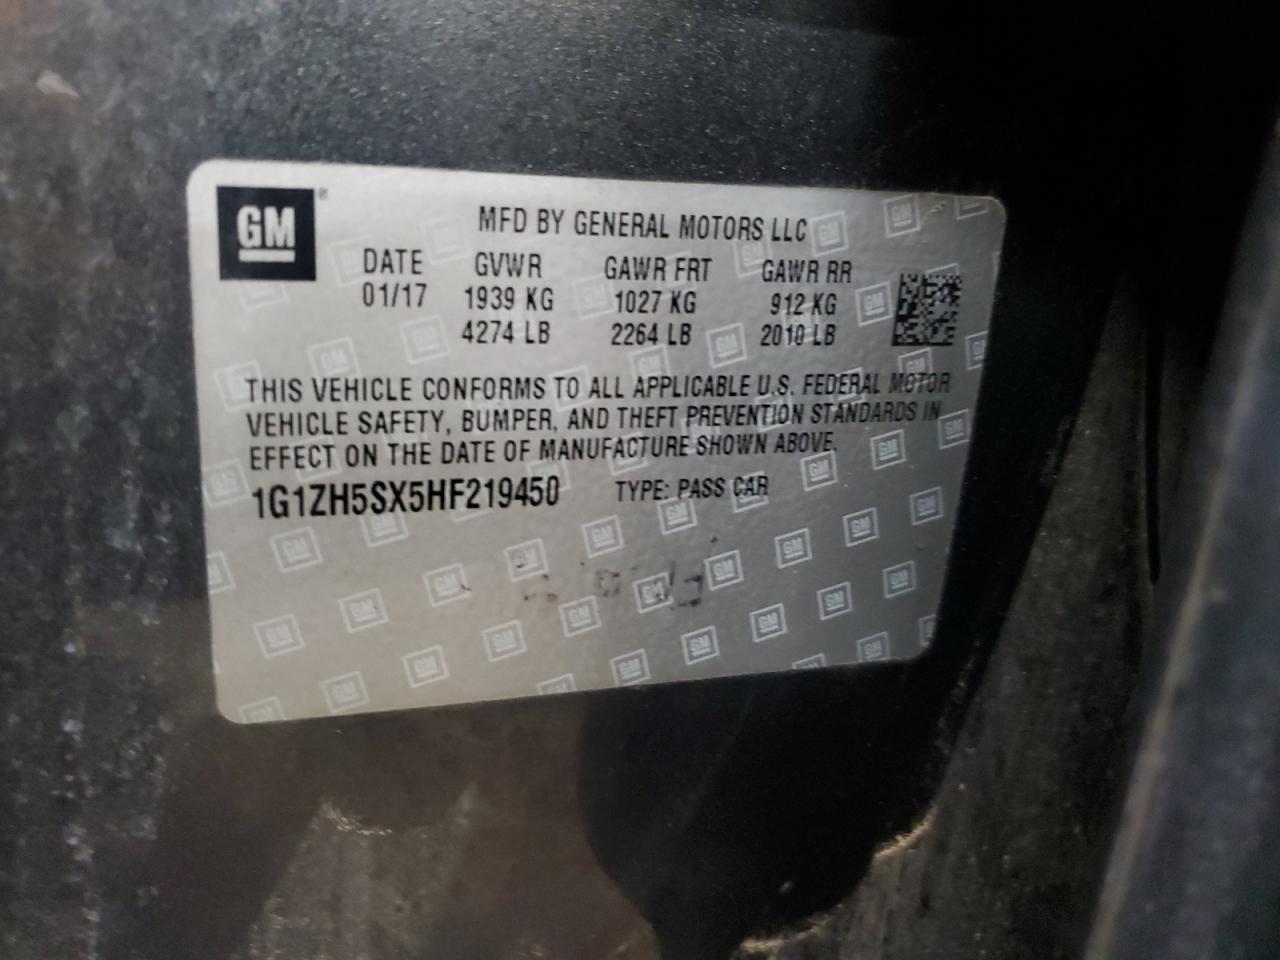 GM
MFD BY GENERAL MOTORS LLC
DATE GVWR GAWR FRT GAWR RR
01/17 1939 KG 1027 KG 912 KG
4274 LB 2264 LB 2010 LB
THIS VEHICLE CONFORMS TO ALL APPLICABLE U.S. FEDERAL MOTOR
VEHICLE SAFETY, BUMPER, AND THEFT PREVENTION STANDARDS IN
EFFECT ON THE DATE OF MANUFACTURE SHOWN ABOVE.
1G1ZH5SX5HF219450 TYPE: PASS CAR